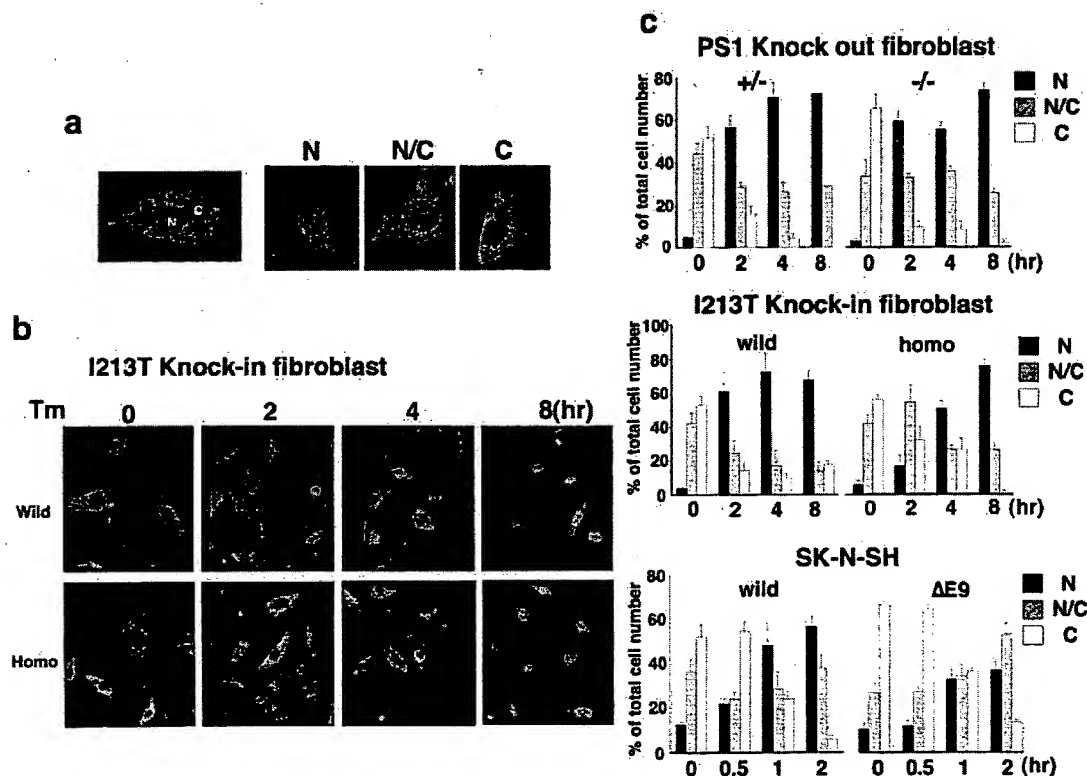 a
N
C
N
N/C
C
b
I213T Knock-in fibroblast
Tm 0 2 4 8(hr)
Wild
Homo
c
PS1 Knock out fibroblast
+/-
-/-
N
N/C
C
% of total cell number
80
60
40
20
0
0 2 4 8 0 2 4 8 (hr)
I213T Knock-in fibroblast
wild
homo
N
N/C
C
% of total cell number
100
80
60
40
20
0
0 2 4 8 0 2 4 8 (hr)
SK-N-SH
wild
ΔE9
N
N/C
C
% of total cell number
80
60
40
20
0
0 0.5 1 2 0 0.5 1 2 (hr)